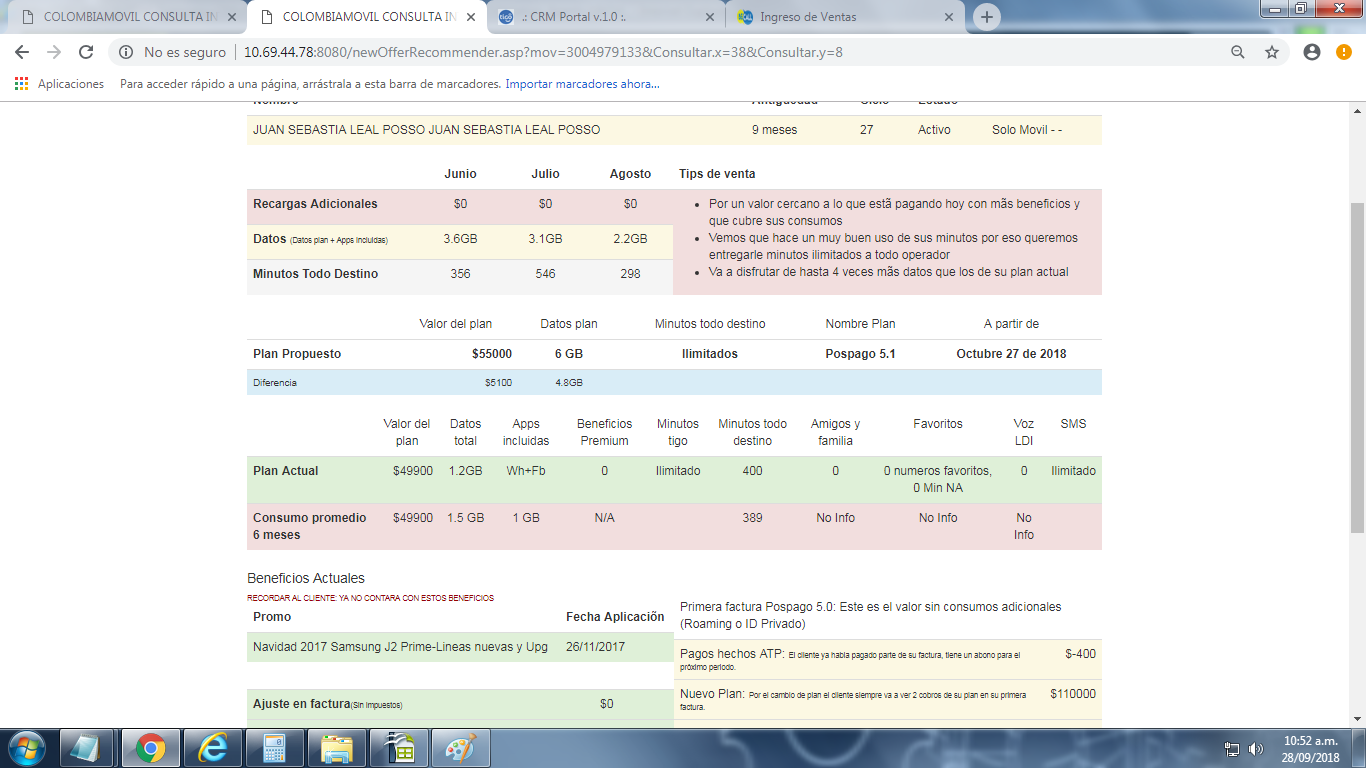 COLOMBIAMOVIL CONSULTA IN
COLOMBIAMOVIL CONSULTA IN
tigo .: CRM Portal v.1.0 :.
Ingreso de Ventas
No es seguro | 10.69.44.78:8080/newOfferRecommender.asp?mov=3004979133&Consultar.x=38&Consultar.y=8
Aplicaciones Para acceder rápido a una página, arrástrala a esta barra de marcadores. Importar marcadores ahora...
Nombre Antiguedad Ciclo Estado
JUAN SEBASTIA LEAL POSSO JUAN SEBASTIA LEAL POSSO 9 meses 27 Activo Solo Movil - -
Junio Julio Agosto Tips de venta
Recargas Adicionales $0 $0 $0
Datos (Datos plan + Apps Incluidas) 3.6GB 3.1GB 2.2GB
Minutos Todo Destino 356 546 298
• Por un valor cercano a lo que estã pagando hoy con mãs beneficios y
que cubre sus consumos
• Vemos que hace un muy buen uso de sus minutos por eso queremos
entregarle minutos ilimitados a todo operador
• Va a disfrutar de hasta 4 veces mãs datos que los de su plan actual
Valor del plan Datos plan Minutos todo destino Nombre Plan A partir de
Plan Propuesto $55000 6 GB Ilimitados Pospago 5.1 Octubre 27 de 2018
Diferencia $5100 4.8GB
Valor del plan Datos total Apps incluidas Beneficios Premium Minutos tigo Minutos todo destino Amigos y familia Favoritos Voz LDI SMS
Plan Actual $49900 1.2GB Wh+Fb 0 Ilimitado 400 0 0 numeros favoritos, 0 Min NA 0 Ilimitado
Consumo promedio 6 meses $49900 1.5 GB 1 GB N/A 389 No Info No Info No Info
Beneficios Actuales
RECORDAR AL CLIENTE: YA NO CONTARA CON ESTOS BENEFICIOS
Promo Fecha Aplicaciõn
Navidad 2017 Samsung J2 Prime-Lineas nuevas y Upg 26/11/2017
Ajuste en factura(Sin impuestos) $0
Primera factura Pospago 5.0: Este es el valor sin consumos adicionales
(Roaming o ID Privado)
Pagos hechos ATP: El cliente ya habla pagado parte de su factura, tiene un abono para el
próximo periodo. $-400
Nuevo Plan: Por el cambio de plan el cliente siempre va a ver 2 cobros de su plan en su primera
factura. $110000
10:52 a.m.
28/09/2018